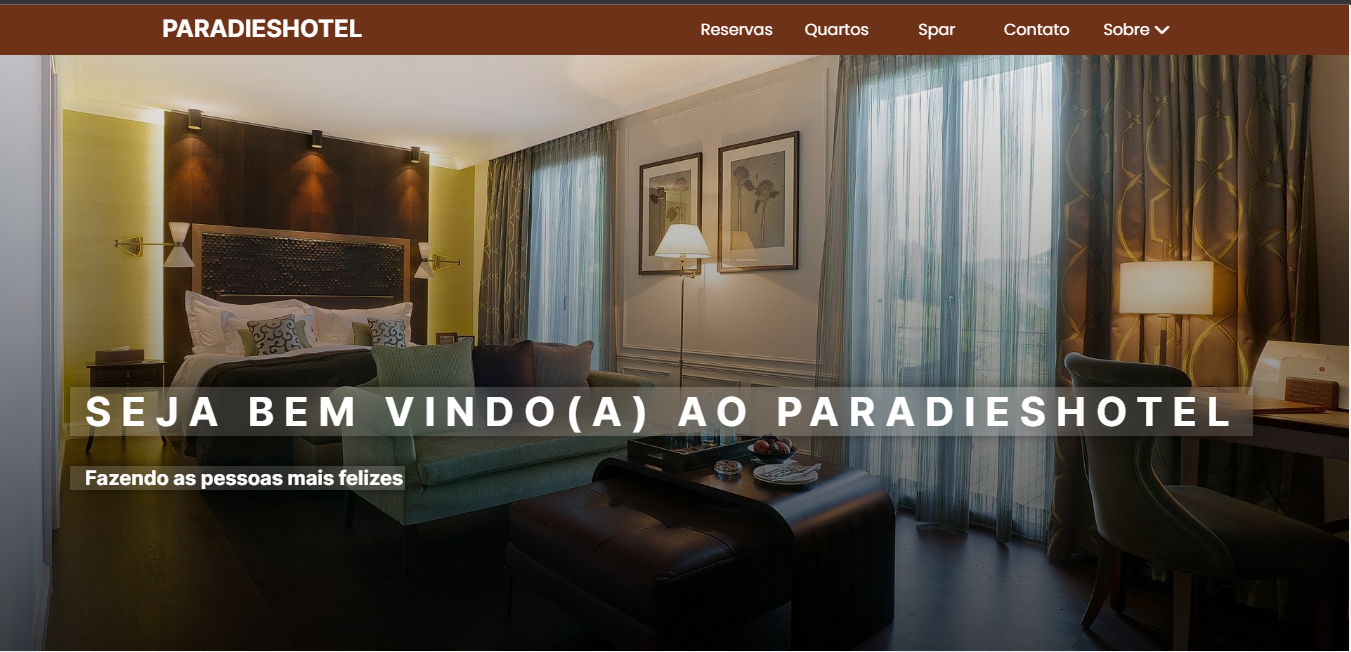 PARADIESHOTEL
Reservas Quartos Spar Contato Sobre
SEJA BEM VINDO(A) AO PARADIESHOTEL
Fazendo as pessoas mais felizes